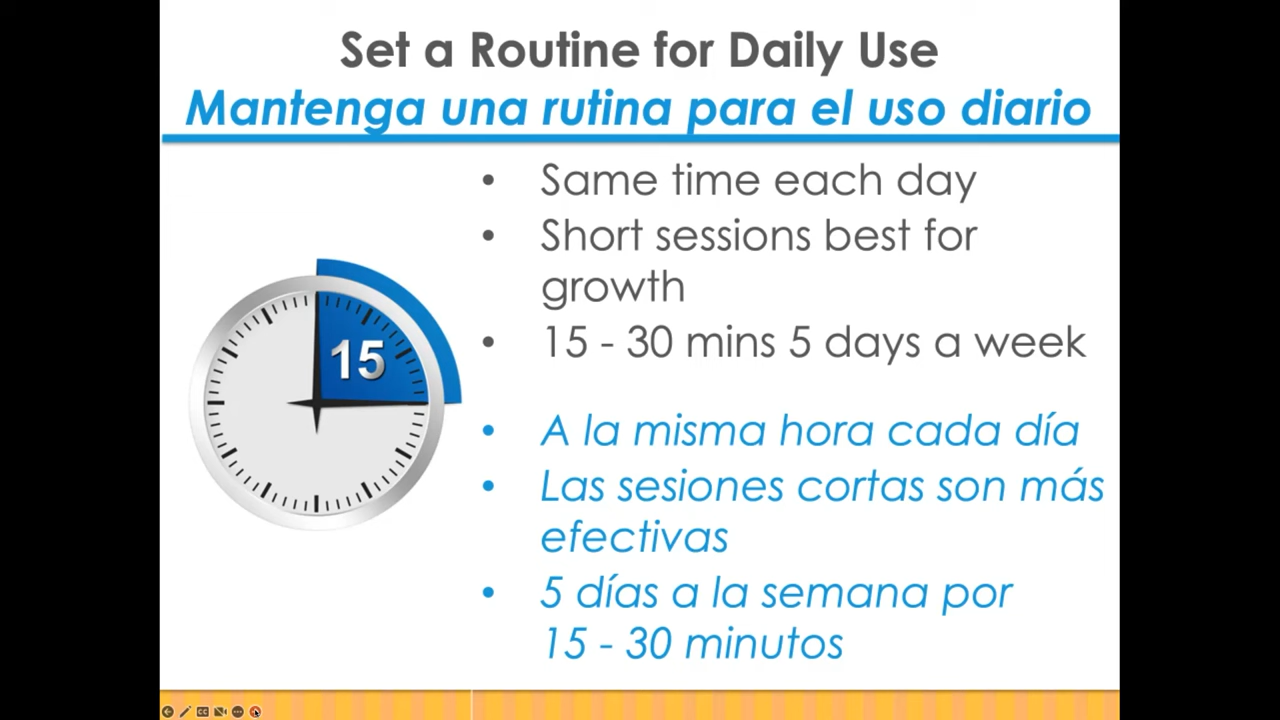 Set a Routine for Daily Use
Mantenga una rutina para el uso diario
• Same time each day
• Short sessions best for
growth
• 15 - 30 mins 5 days a week
15
• A la misma hora cada día
• Las sesiones cortas son más
efectivas
• 5 días a la semana por
15 - 30 minutos